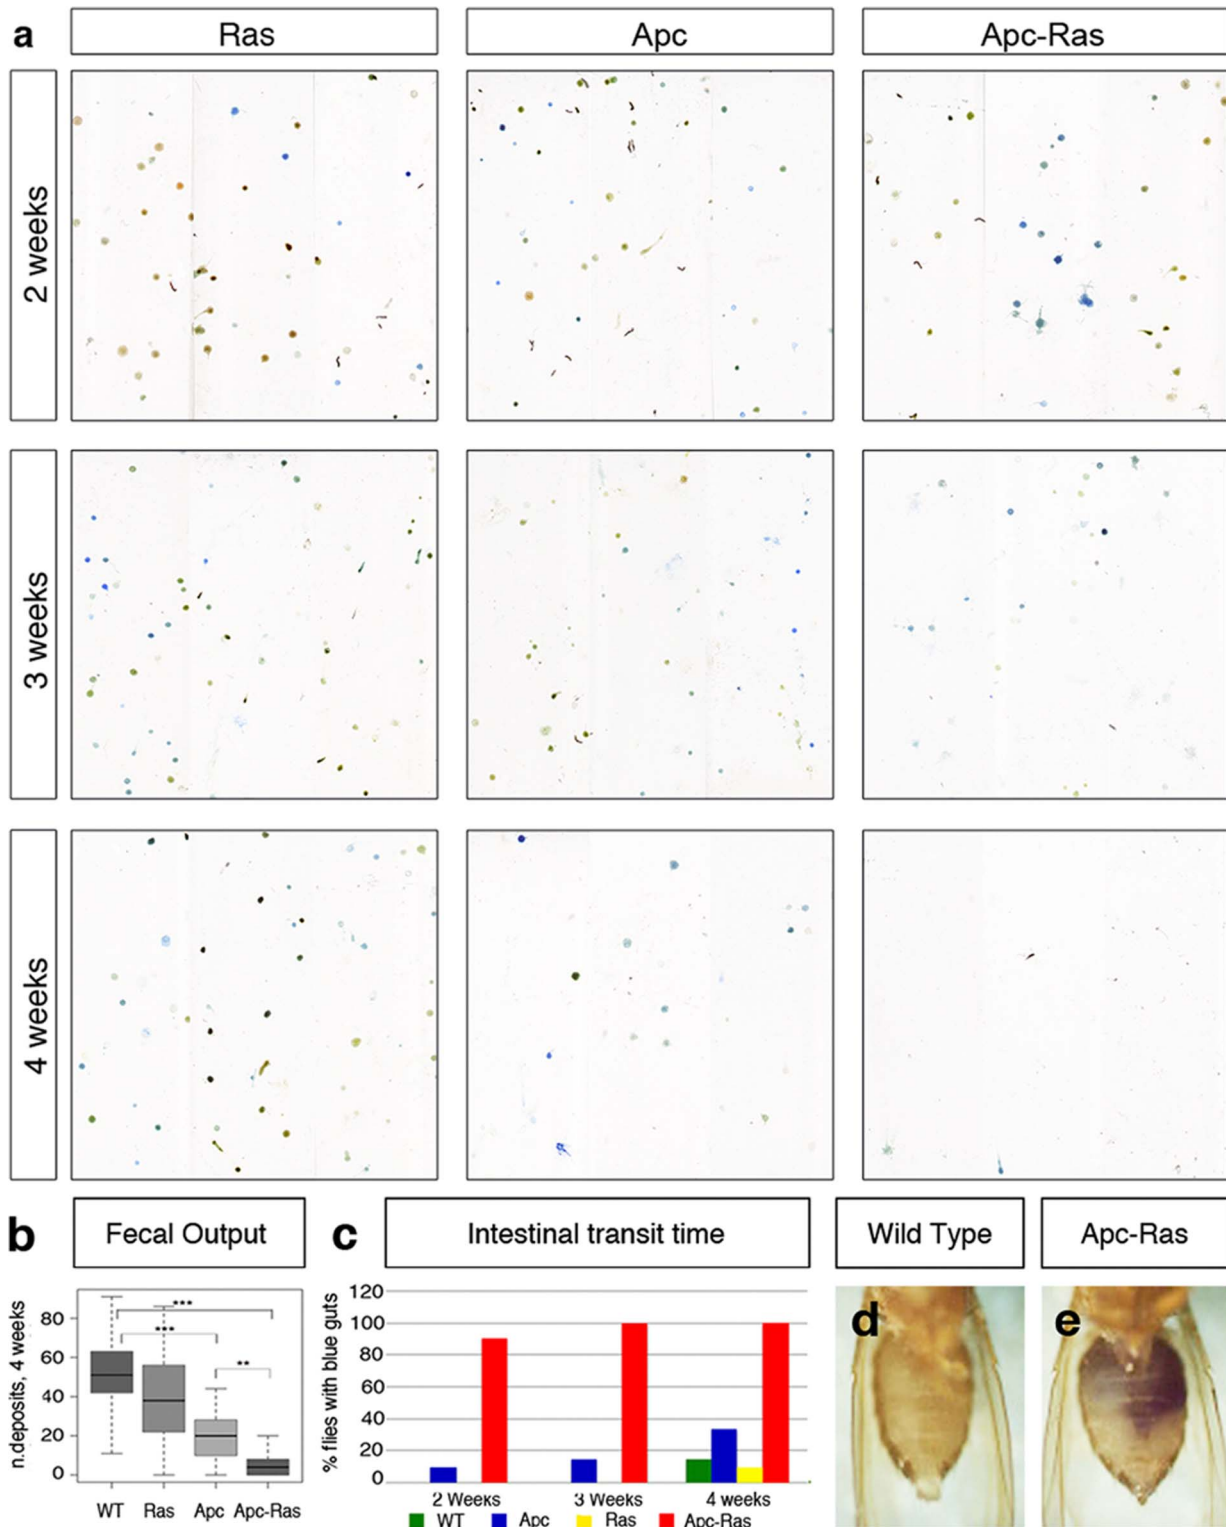 a
Ras
Apc
Apc-Ras
2 weeks
3 weeks
4 weeks
b
Fecal Output
n.deposits, 4 weeks
80
60
40
20
0
***
***
**
WT Ras Apc Apc-Ras
c
Intestinal transit time
% flies with blue guts
120
100
80
60
40
20
0
2 Weeks 3 Weeks 4 weeks
WT Apc Ras Apc-Ras
Wild Type
d
Apc-Ras
e